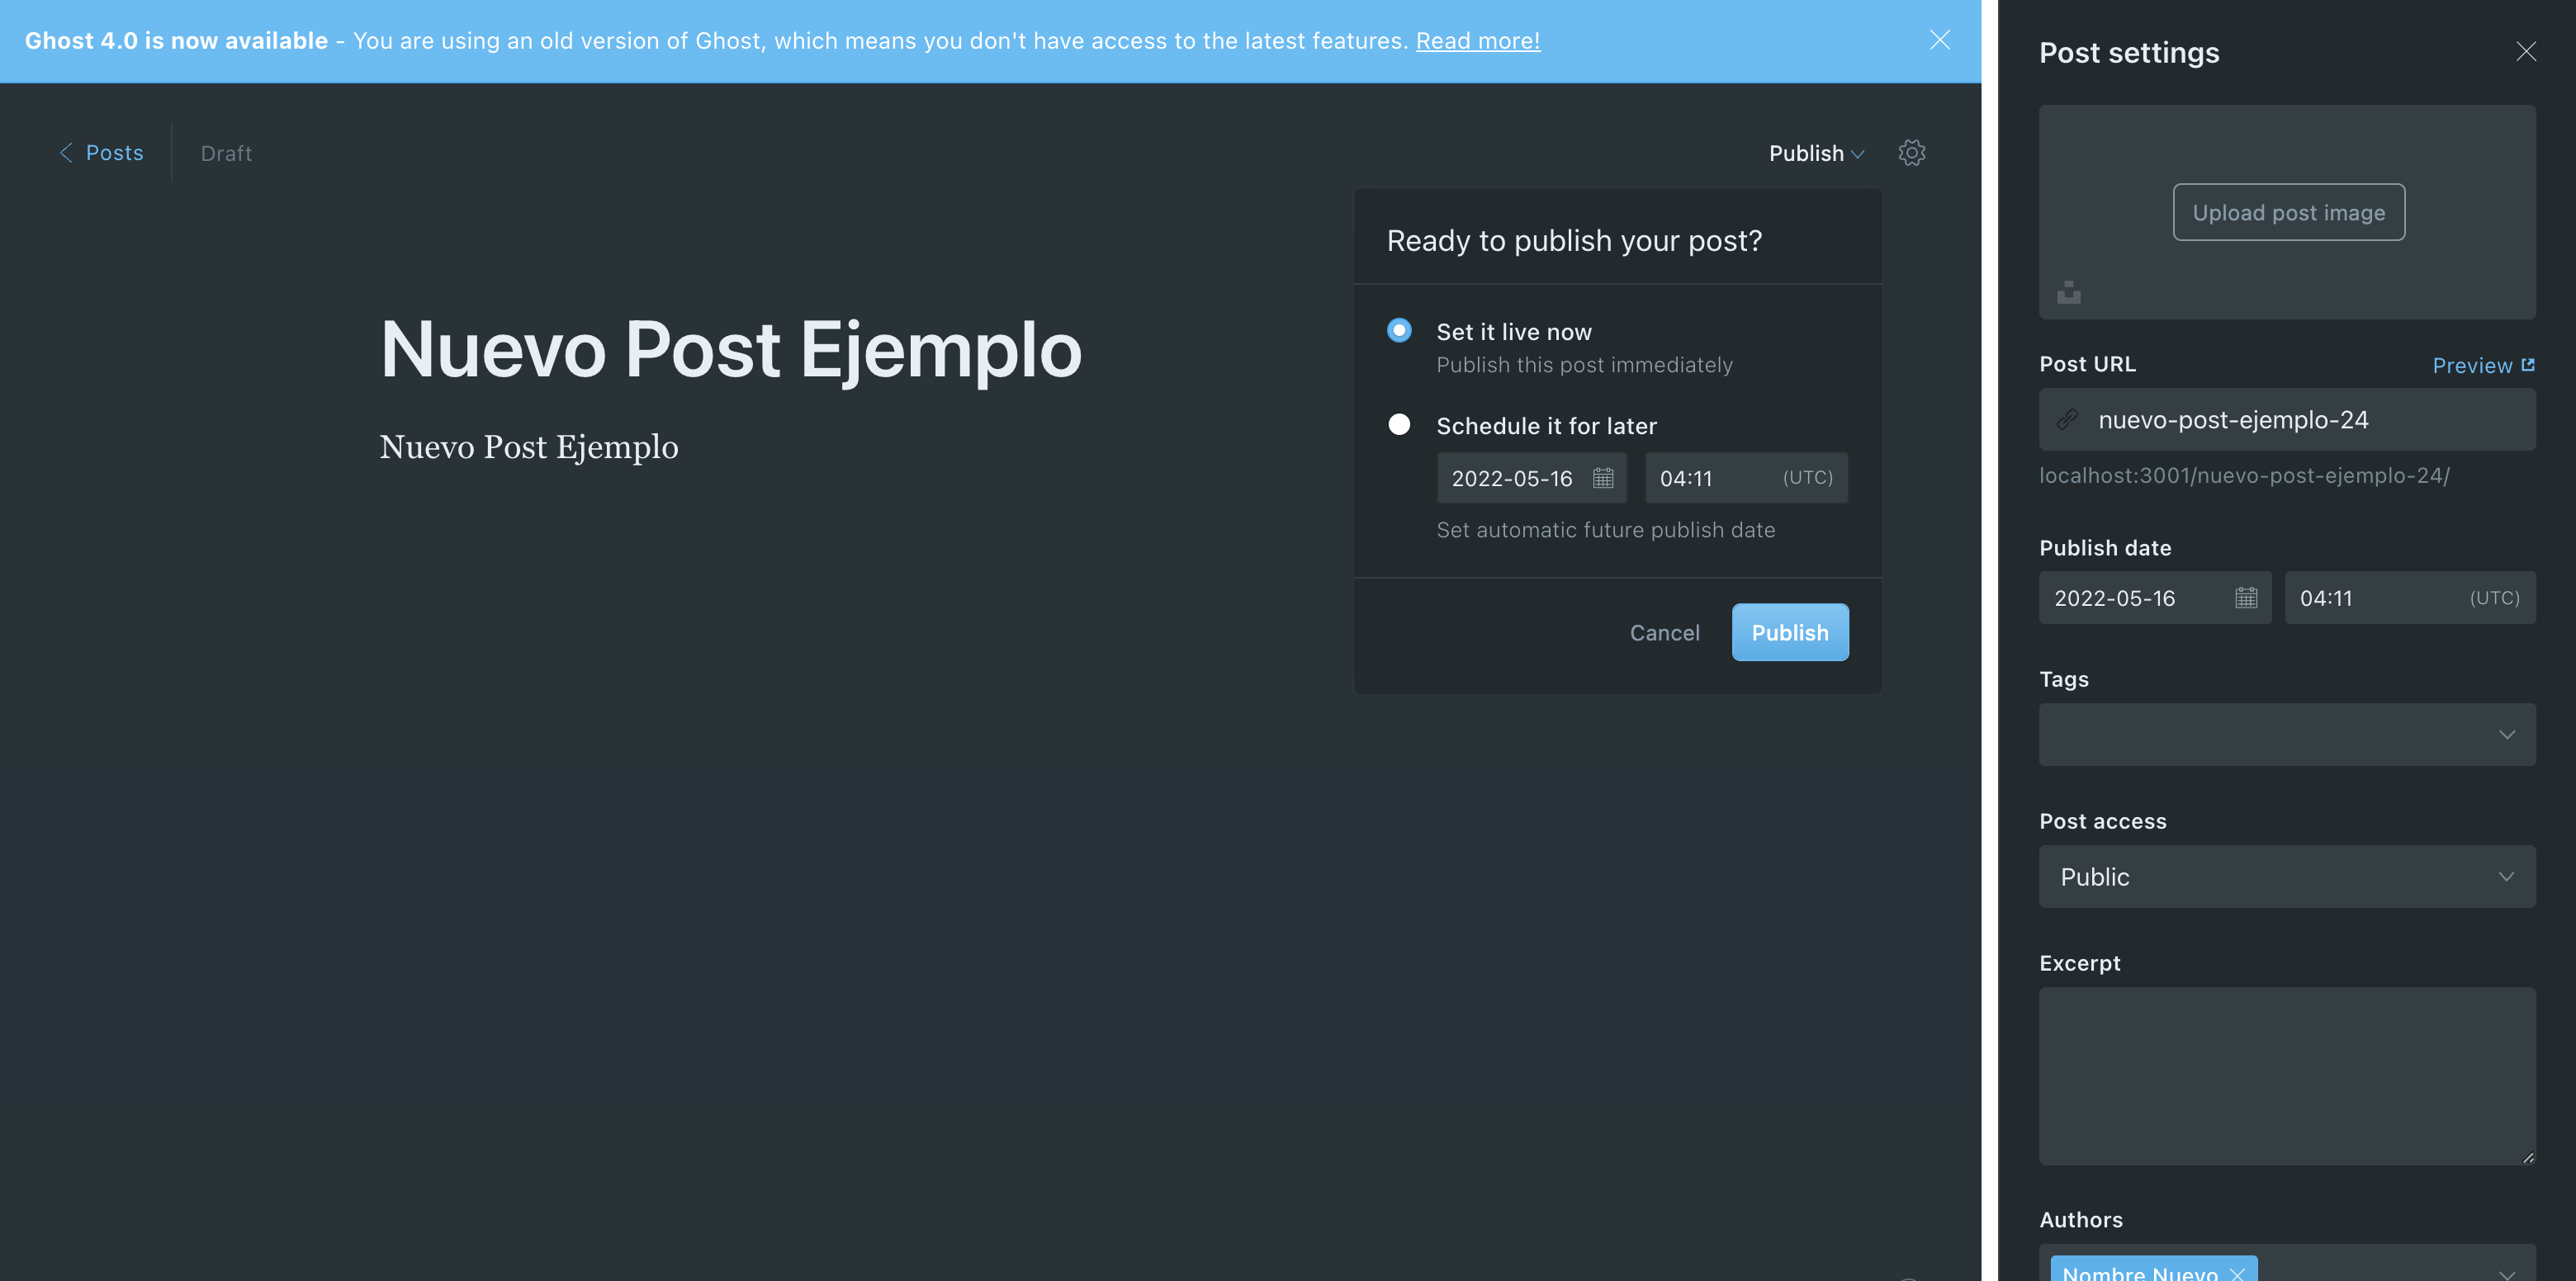 Ghost 4.0 is now available - You are using an old version of Ghost, which means you don't have access to the latest features. Read more!
Posts
Draft
Publish
Ready to publish your post?
Set it live now
Publish this post immediately
Schedule it for later
2022-05-16
04:11
(UTC)
Set automatic future publish date
Cancel
Publish
Nuevo Post Ejemplo
Nuevo Post Ejemplo
Post settings
Upload post image
Post URL
Preview
nuevo-post-ejemplo-24
localhost:3001/nuevo-post-ejemplo-24/
Publish date
2022-05-16
04:11
(UTC)
Tags
Post access
Public
Excerpt
Authors
Nombre Nuevo